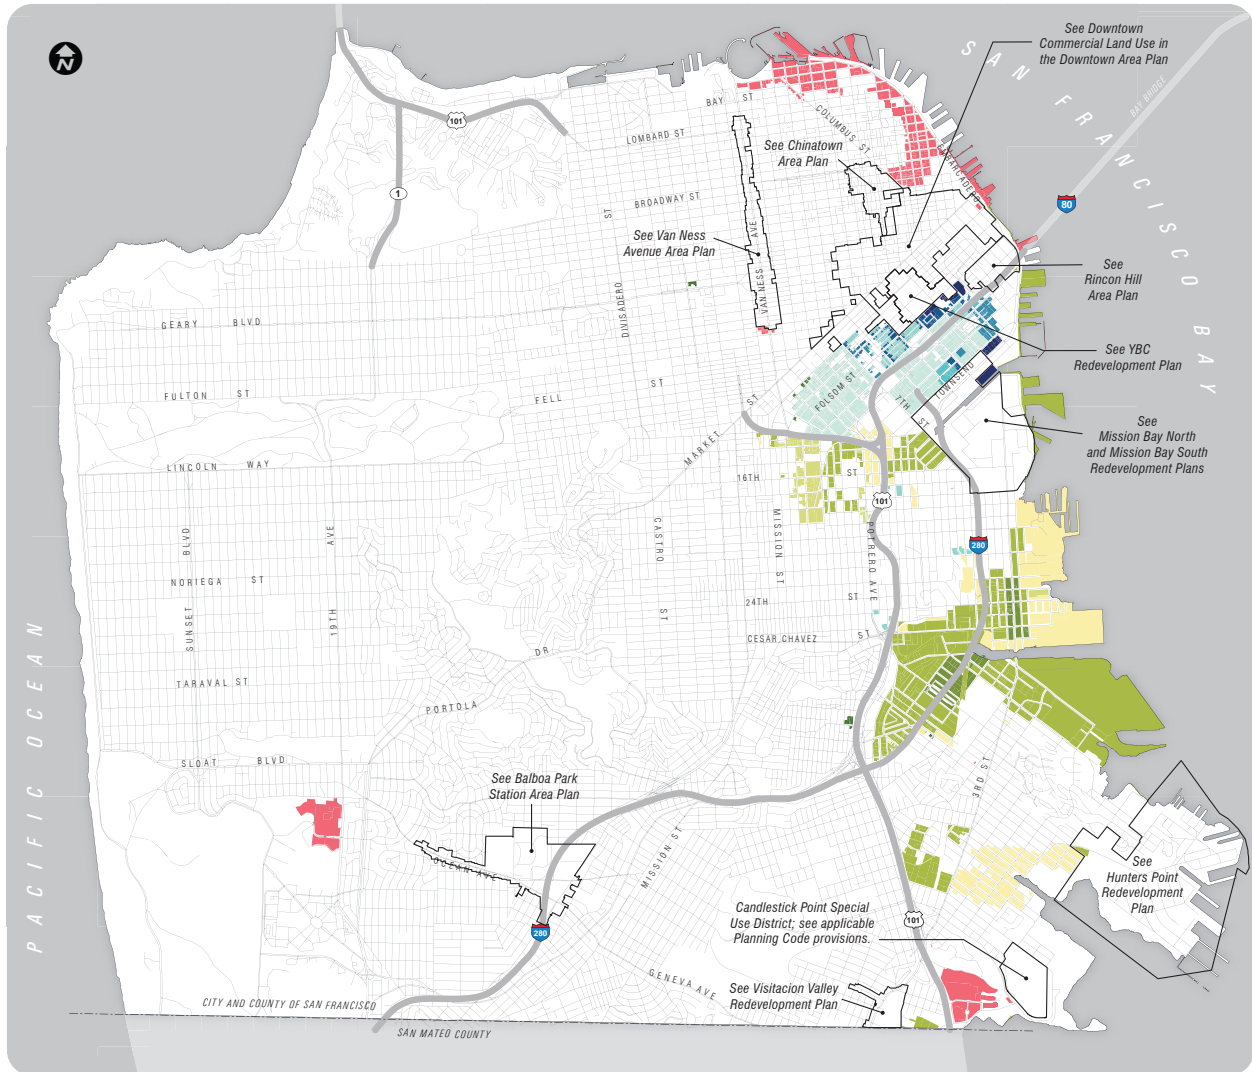 N
See Downtown
Commercial Land Use in
the Downtown Area Plan
SAN FRANCISCO BAY
BAY BRIDGE
101
BAY ST
COLUMBUS ST
LOMBARD ST
EMBARCADERO
See Chinatown
Area Plan
1
BROADWAY ST
80
ST
DIVISADERO
VAN NESS AVE
See Van Ness
Avenue Area Plan
See
Rincon Hill
Area Plan
GEARY BLVD
See YBC
Redevelopment Plan
FULTON ST
FELL ST
FOLSOM ST
TOWNSEND
7TH ST
MARKET ST
See
Mission Bay North
and Mission Bay South
Redevelopment Plans
LINCOLN WAY
16TH ST
101
SUNSET BLVD
19TH AVE
CASTRO ST
MISSION ST
POTRERO AVE
280
NORIEGA ST
24TH ST
CESAR CHAVEZ ST
PACIFIC OCEAN
TARAVAL ST
PORTOLA DR
SLOAT BLVD
3RD ST
See Balboa Park
Station Area Plan
OCEAN AVE
MISSION ST
See
Hunters Point
Redevelopment
Plan
Candlestick Point Special
Use District; see applicable
Planning Code provisions.
101
280
GENEVA AVE
See Visitacion Valley
Redevelopment Plan
CITY AND COUNTY OF SAN FRANCISCO
SAN MATEO COUNTY